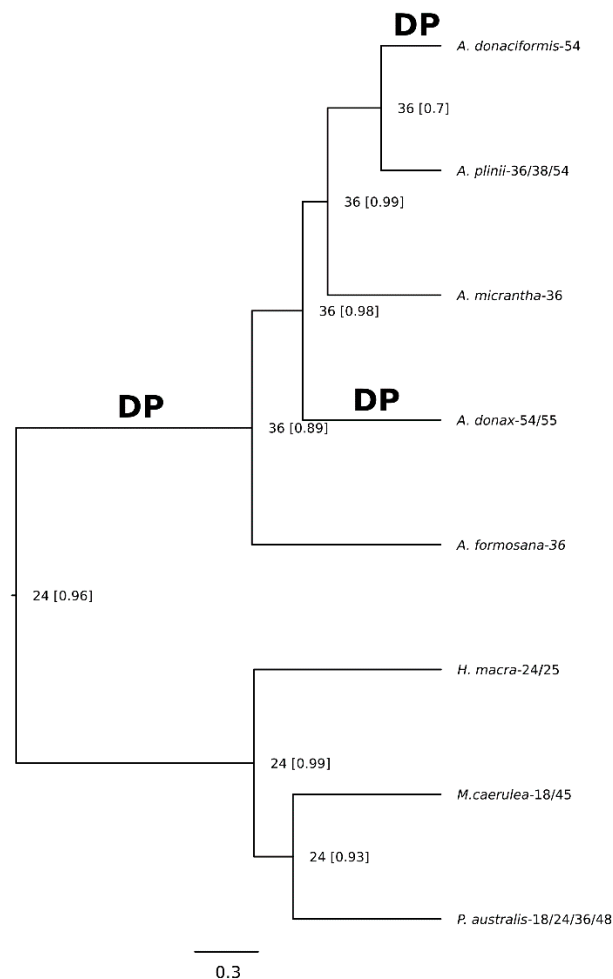 DP
A. donaciformis-54
36 [0.7]
A. plinii-36/38/54
36 [0.99]
A. micrantha-36
36 [0.98]
DP
DP
A. donax-54/55
36 [0.89]
A. formosana-36
24 [0.96]
H. macra-24/25
24 [0.99]
M.caerulea-18/45
24 [0.93]
P. australis-18/24/36/48
0.3